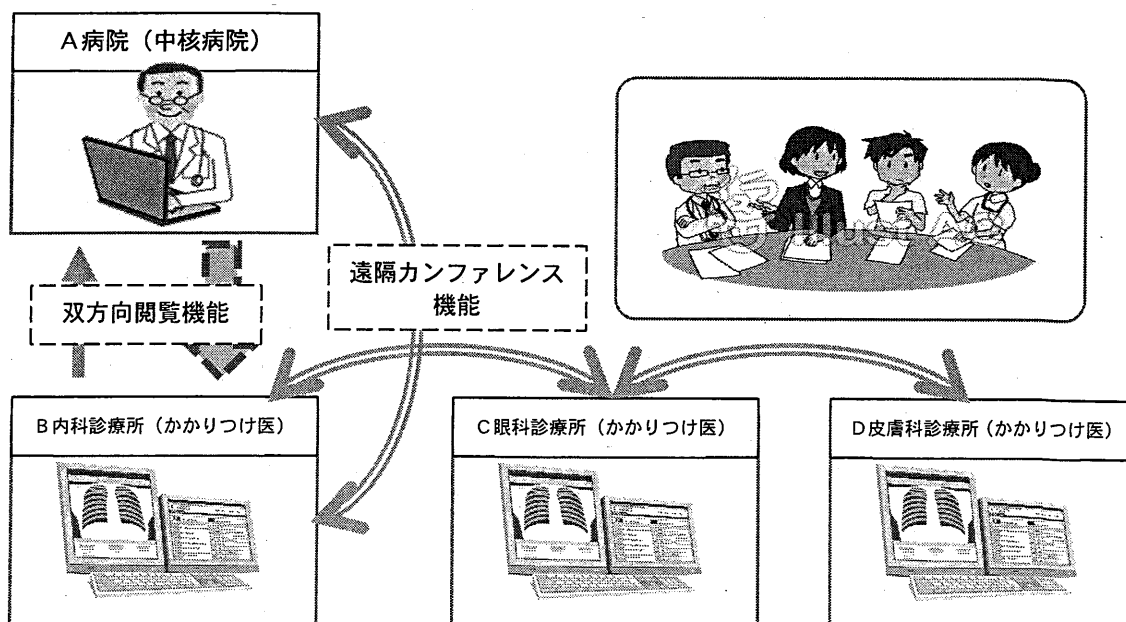 A病院（中核病院）
遠隔カンファレンス
機能
双方向閲覧機能
B内科診療所（かかりつけ医）
C眼科診療所（かかりつけ医）
D皮膚科診療所（かかりつけ医）